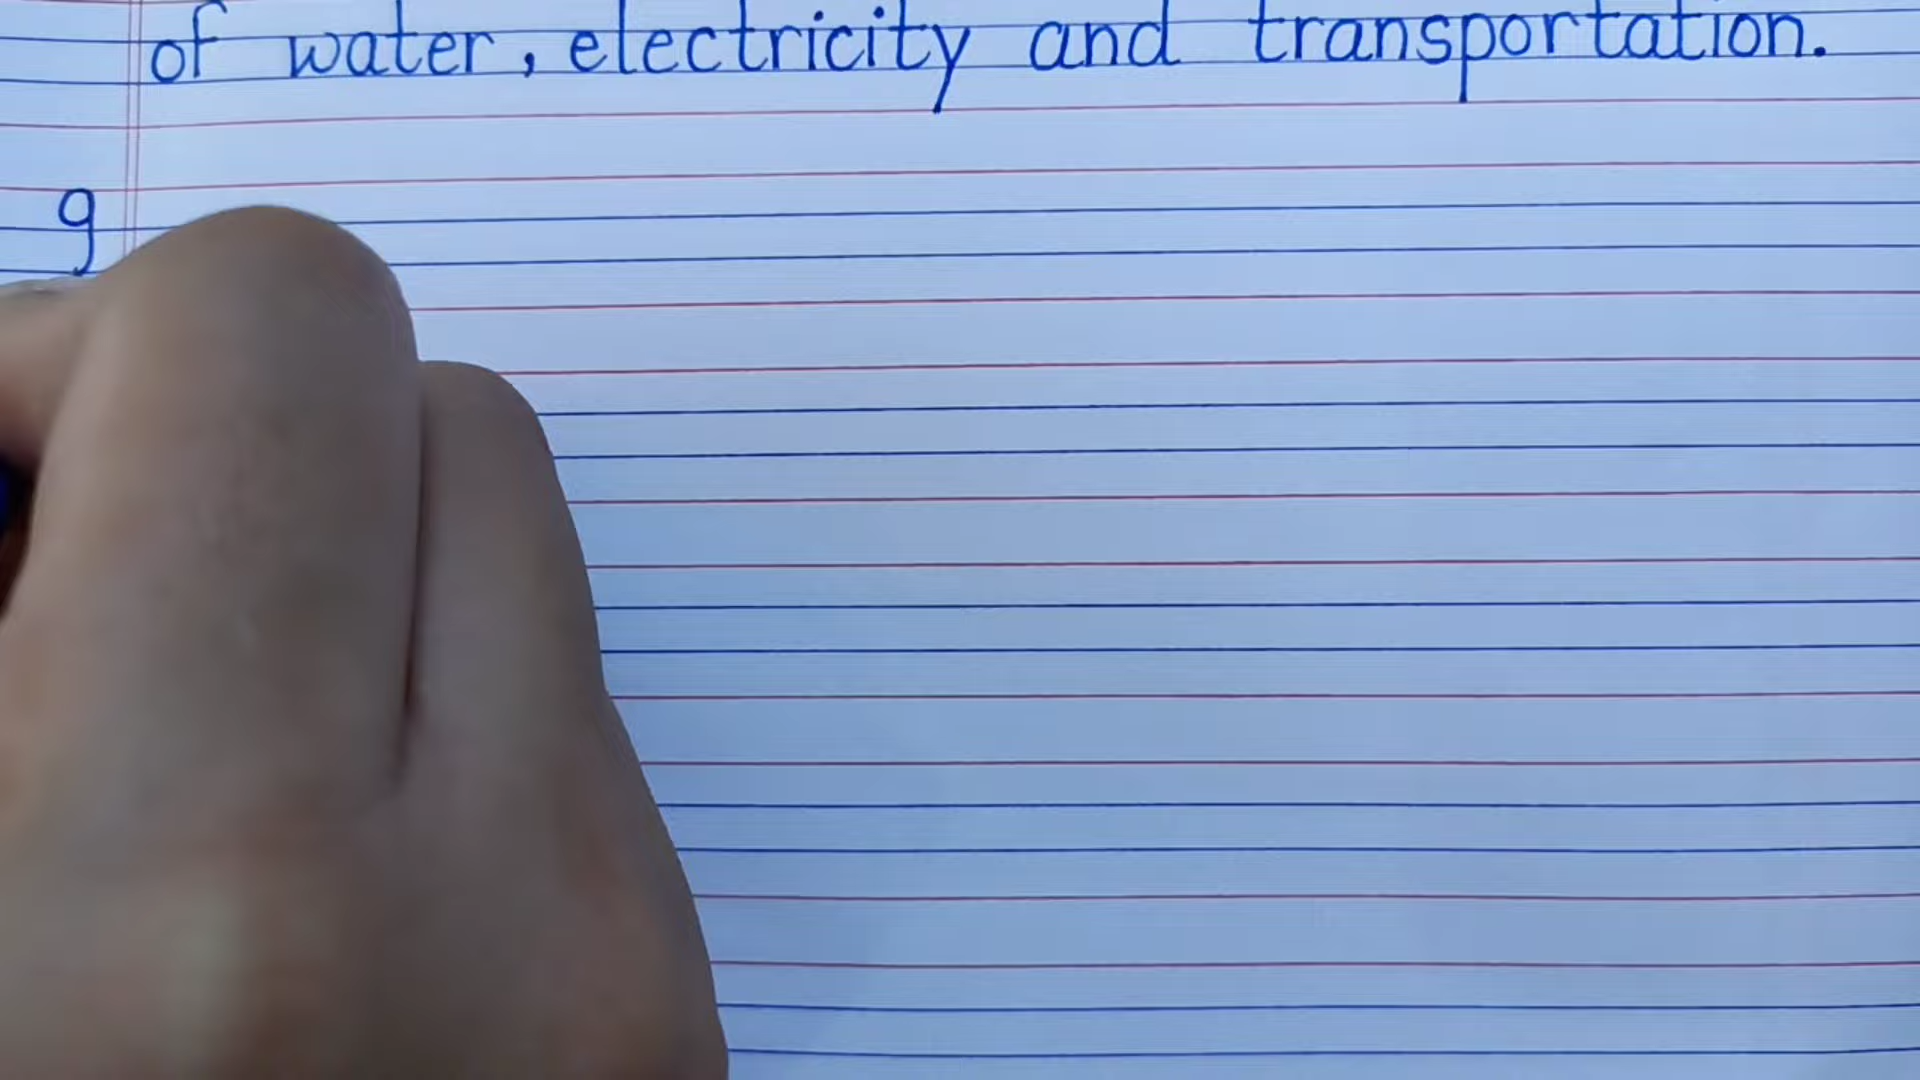 of water, electricity and transportation.
9